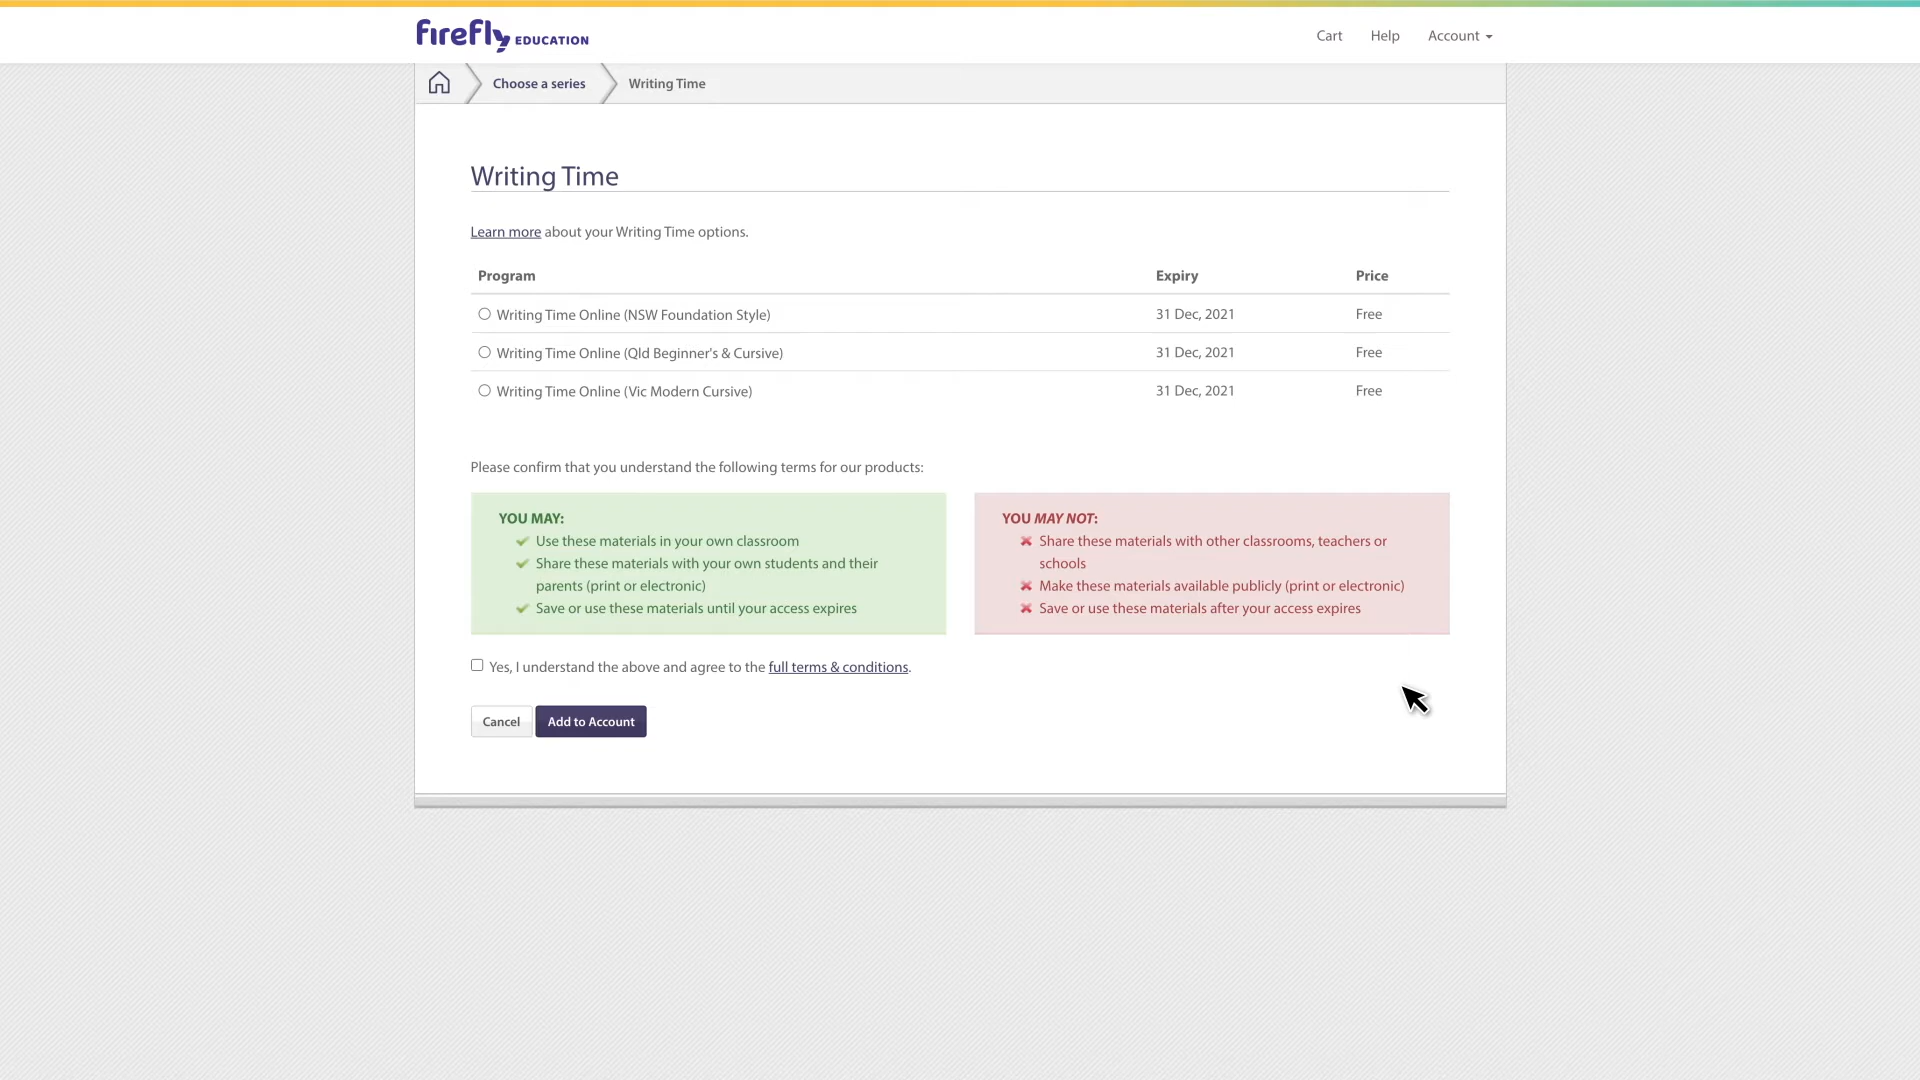 firefly EDUCATION
Cart Help Account
Choose a series Writing Time
Writing Time
Learn more about your Writing Time options.
Program Expiry Price
Writing Time Online (NSW Foundation Style) 31 Dec, 2021 Free
Writing Time Online (Qld Beginner's & Cursive) 31 Dec, 2021 Free
Writing Time Online (Vic Modern Cursive) 31 Dec, 2021 Free
Please confirm that you understand the following terms for our products:
YOU MAY:
Use these materials in your own classroom
Share these materials with your own students and their
parents (print or electronic)
Save or use these materials until your access expires
YOU MAY NOT:
Share these materials with other classrooms, teachers or
schools
Make these materials available publicly (print or electronic)
Save or use these materials after your access expires
Yes, I understand the above and agree to the full terms & conditions.
Cancel Add to Account